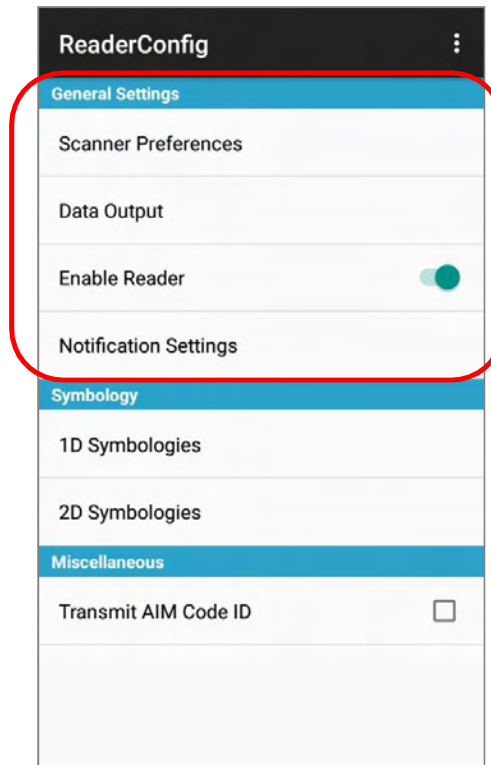 ReaderConfig
General Settings
Scanner Preferences
Data Output
Enable Reader
Notification Settings
Symbology
1D Symbologies
2D Symbologies
Miscellaneous
Transmit AIM Code ID